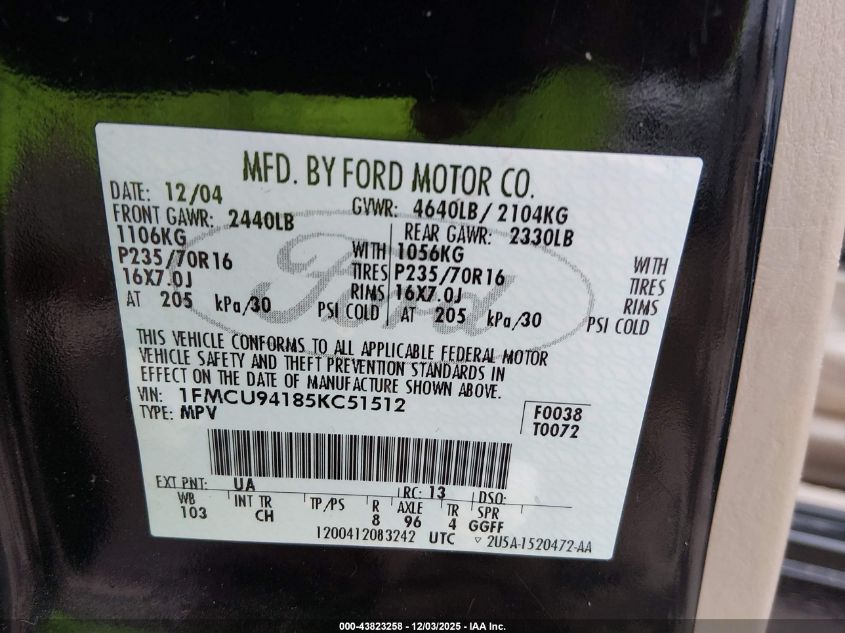 MFD. BY FORD MOTOR CO.
DATE: 12/04 GVWR: 4640LB/ 2104KG
FRONT GAWR: 2440LB REAR GAWR: 2330LB
1106KG WITH 1056KG WITH
P235/70R16 TIRES P235/70R16 TIRES
16X7.0J RIMS 16X7.0J RIMS
AT 205 kPa/30 PSI COLD AT 205 kPa/30 PSI COLD
Ford
THIS VEHICLE CONFORMS TO ALL APPLICABLE FEDERAL MOTOR
VEHICLE SAFETY AND THEFT PREVENTION STANDARDS IN
EFFECT ON THE DATE OF MANUFACTURE SHOWN ABOVE.
VIN: 1FMCU94185KC51512 F0038
TYPE: MPV T0072
EXT PNT: UA RC: 13 DSO:
WB INT TR TP/PS R AXLE TR SPR
103 CH 8 96 4 GGFF
1200412083242 UTC ▽ 2U5A-1520472-AA
000-43823258 - 12/03/2025 - IAA Inc.